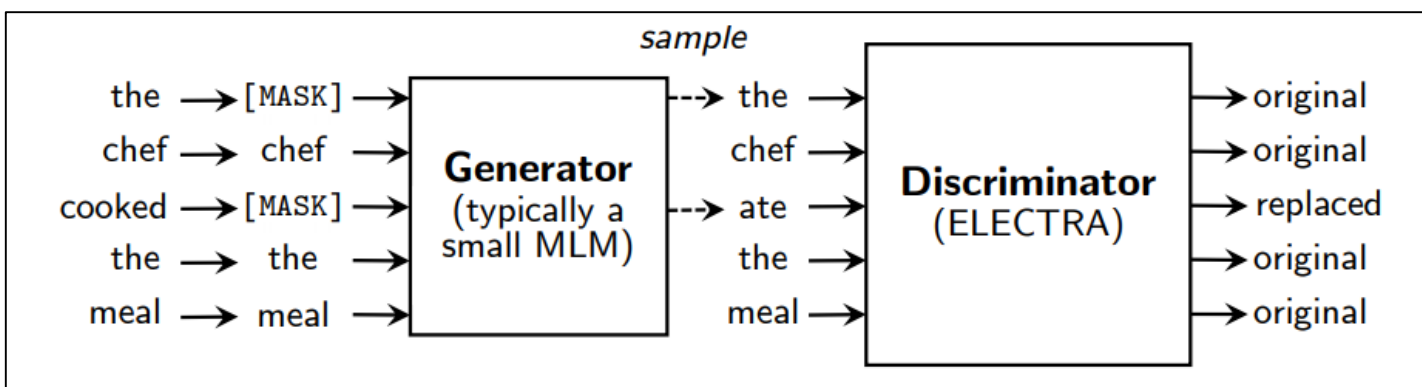 sample
the [MASK] the original
chef chef Generator chef Discriminator original
cooked [MASK] (typically a ate (ELECTRA) replaced
the the small MLM) the original
meal meal meal original